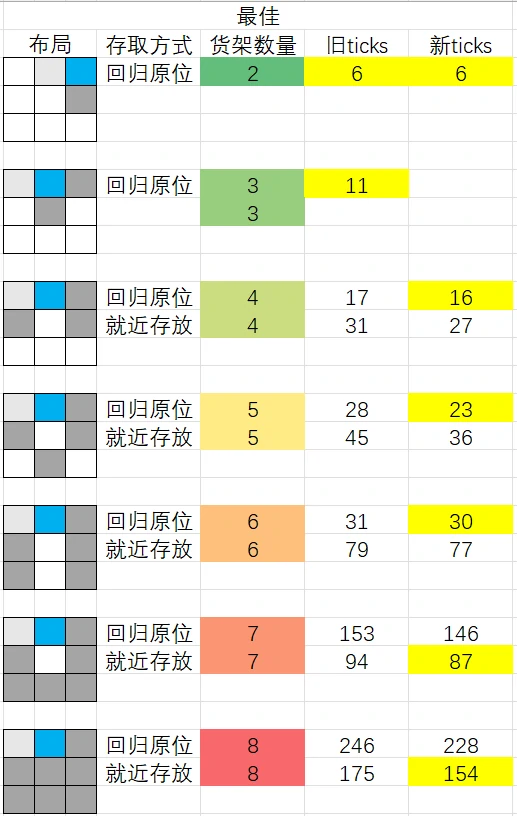 最佳
布局 存取方式 货架数量 旧ticks 新ticks
回归原位 2 6 6
回归原位 3 11
3
回归原位 4 17 16
就近存放 4 31 27
回归原位 5 28 23
就近存放 5 45 36
回归原位 6 31 30
就近存放 6 79 77
回归原位 7 153 146
就近存放 7 94 87
回归原位 8 246 228
就近存放 8 175 154